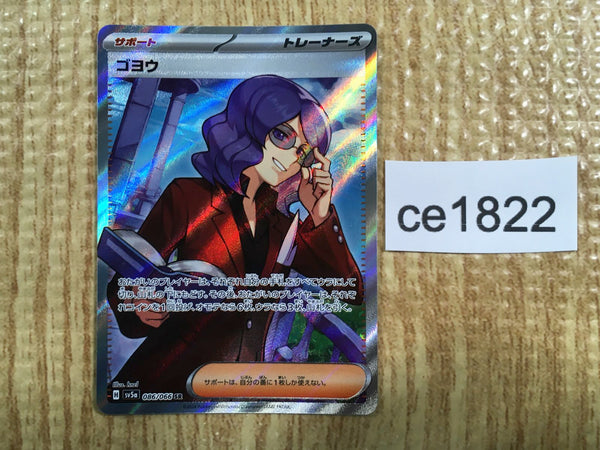 サポート トレーナーズ
ゴヨウ
おたがいのプレイヤーは、それぞれ自分の手札をすべてウラにして
切り、山札の下にもどす。その後、おたがいのプレイヤーは、それぞ
れコインを1回投げ、オモテなら6枚、ウラなら3枚、山札を引く。
サポートは、自分の番に1枚しか使えない。
H sv5a 086/066 SR
ce1822